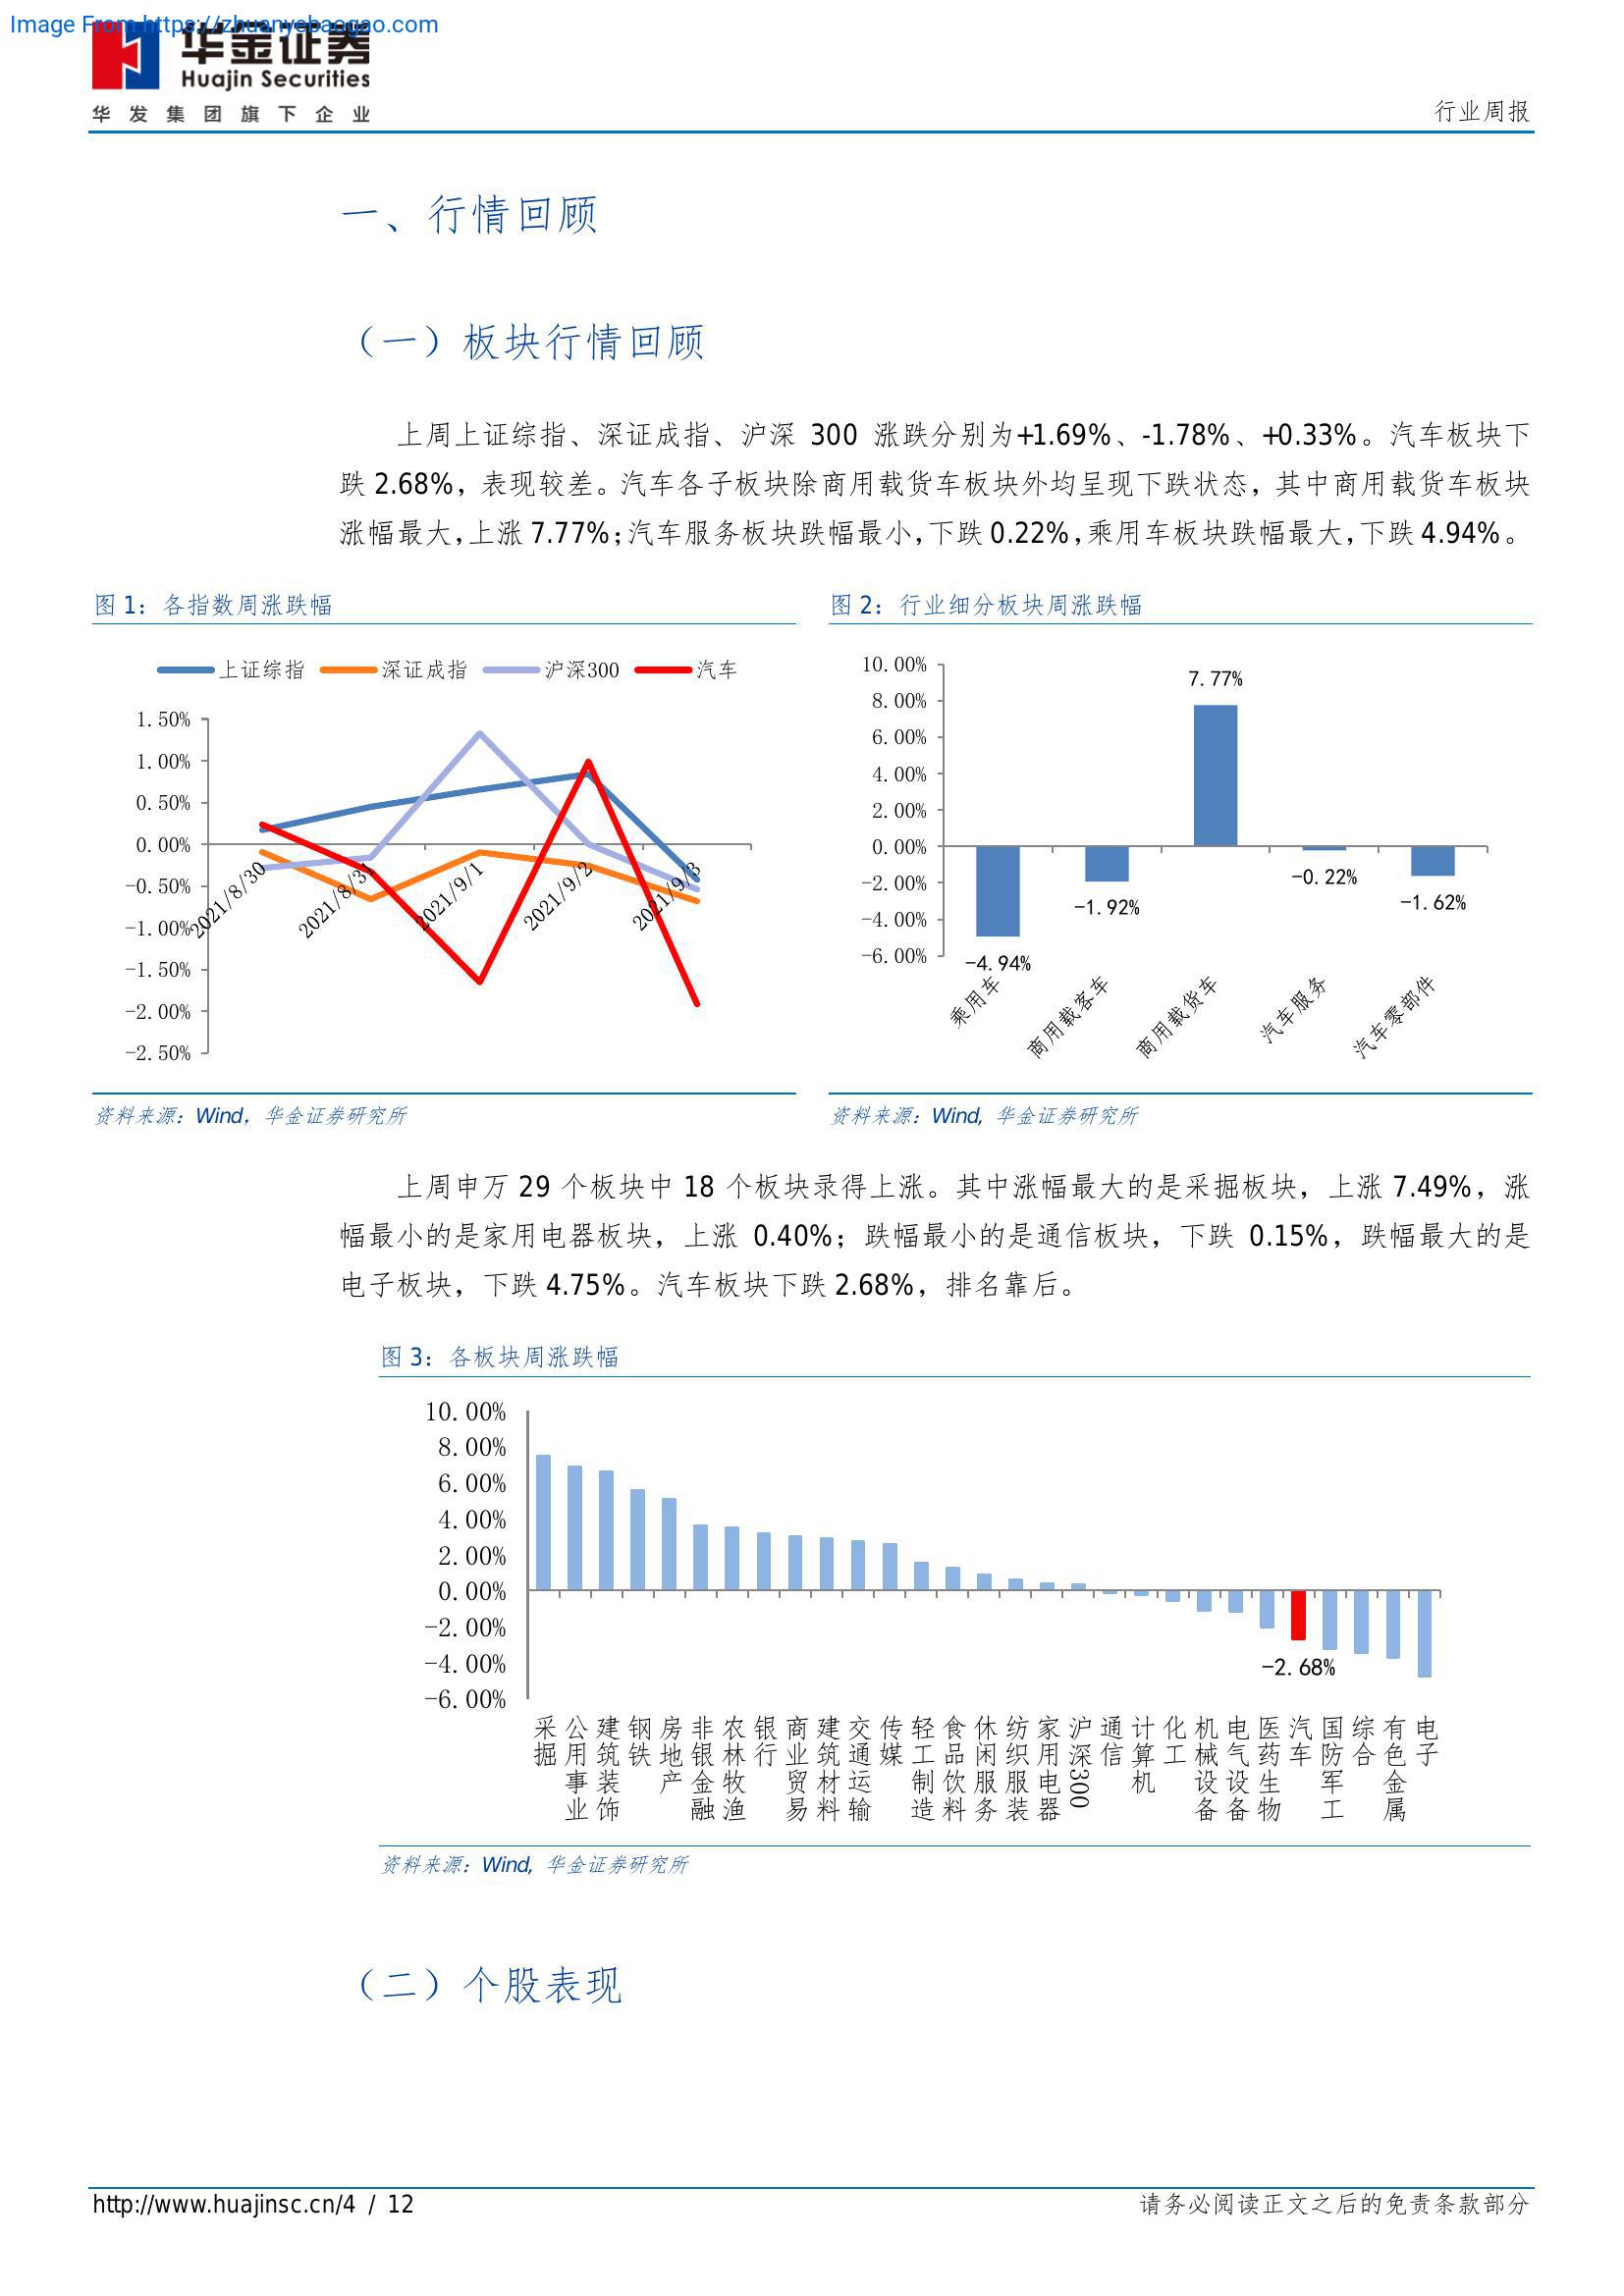 Image From https://zhuanyebaogao.com
华金证券
Huajin Securities
华发集团旗下企业
行业周报
一、行情回顾
（一）板块行情回顾
上周上证综指、深证成指、沪深 300 涨跌分别为+1.69%、-1.78%、+0.33%。汽车板块下
跌 2.68%，表现较差。汽车各子板块除商用载货车板块外均呈现下跌状态，其中商用载货车板块
涨幅最大，上涨 7.77%；汽车服务板块跌幅最小，下跌 0.22%，乘用车板块跌幅最大，下跌 4.94%。
图 1：各指数周涨跌幅
上证综指 深证成指 沪深300 汽车
1.50%
1.00%
0.50%
0.00%
-0.50%
-1.00%
-1.50%
-2.00%
-2.50%
2021/8/30
2021/8/31
2021/9/1
2021/9/2
2021/9/3
资料来源：Wind，华金证券研究所
图 2：行业细分板块周涨跌幅
10.00%
8.00%
6.00%
4.00%
2.00%
0.00%
-2.00%
-4.00%
-6.00%
-4.94%
-1.92%
7.77%
-0.22%
-1.62%
乘用车
商用载客车
商用载货车
汽车服务
汽车零部件
资料来源：Wind, 华金证券研究所
上周申万 29 个板块中 18 个板块录得上涨。其中涨幅最大的是采掘板块，上涨 7.49%，涨
幅最小的是家用电器板块，上涨 0.40%；跌幅最小的是通信板块，下跌 0.15%，跌幅最大的是
电子板块，下跌 4.75%。汽车板块下跌 2.68%，排名靠后。
图 3：各板块周涨跌幅
10.00%
8.00%
6.00%
4.00%
2.00%
0.00%
-2.00%
-4.00%
-6.00%
-2.68%
采掘
公用事业
建筑装饰
钢铁
房地产
非银金融
农林牧渔
银行
商业贸易
建筑材料
交通运输
传媒
轻工制造
食品饮料
休闲服务
纺织服装
家用电器
沪深300
通信
计算机
化工
机械设备
电气设备
医药生物
汽车
国防军工
综合
有色金属
电子
资料来源：Wind, 华金证券研究所
（二）个股表现
http://www.huajinsc.cn/4 / 12
请务必阅读正文之后的免责条款部分